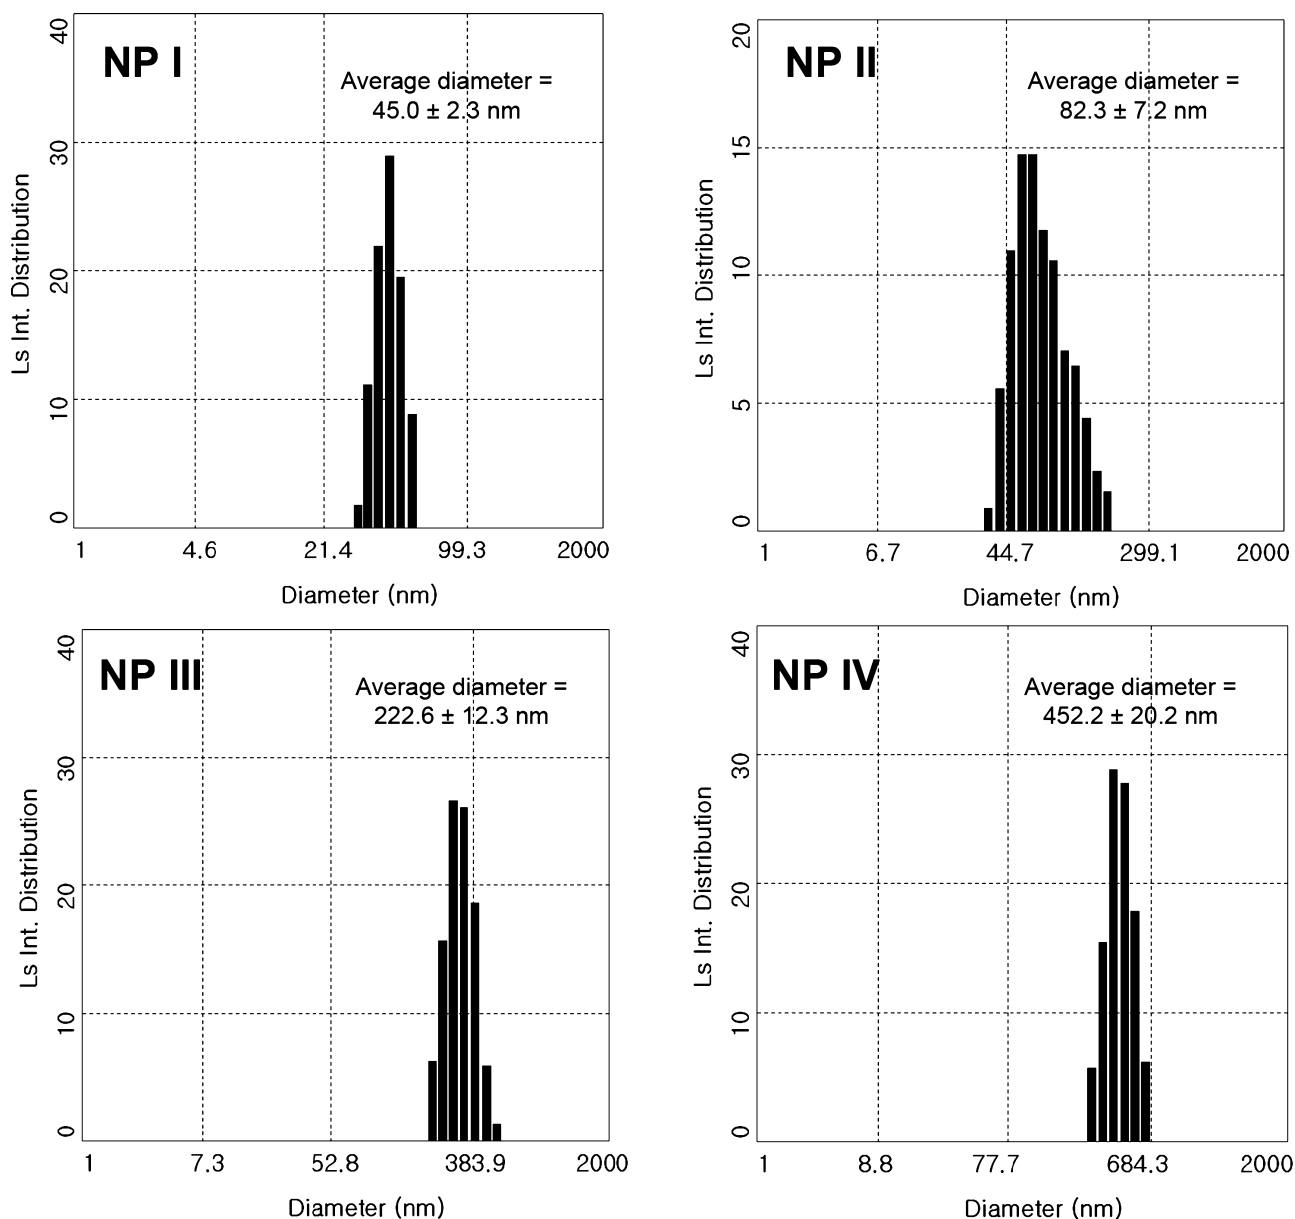 NP I
Average diameter =
45.0 ± 2.3 nm
40
30
20
10
0
Ls Int. Distribution
1 4.6 21.4 99.3 2000
Diameter (nm)
NP II
Average diameter =
82.3 ± 7.2 nm
20
15
10
5
0
Ls Int. Distribution
1 6.7 44.7 299.1 2000
Diameter (nm)
NP III
Average diameter =
222.6 ± 12.3 nm
40
30
20
10
0
Ls Int. Distribution
1 7.3 52.8 383.9 2000
Diameter (nm)
NP IV
Average diameter =
452.2 ± 20.2 nm
40
30
20
10
0
Ls Int. Distribution
1 8.8 77.7 684.3 2000
Diameter (nm)